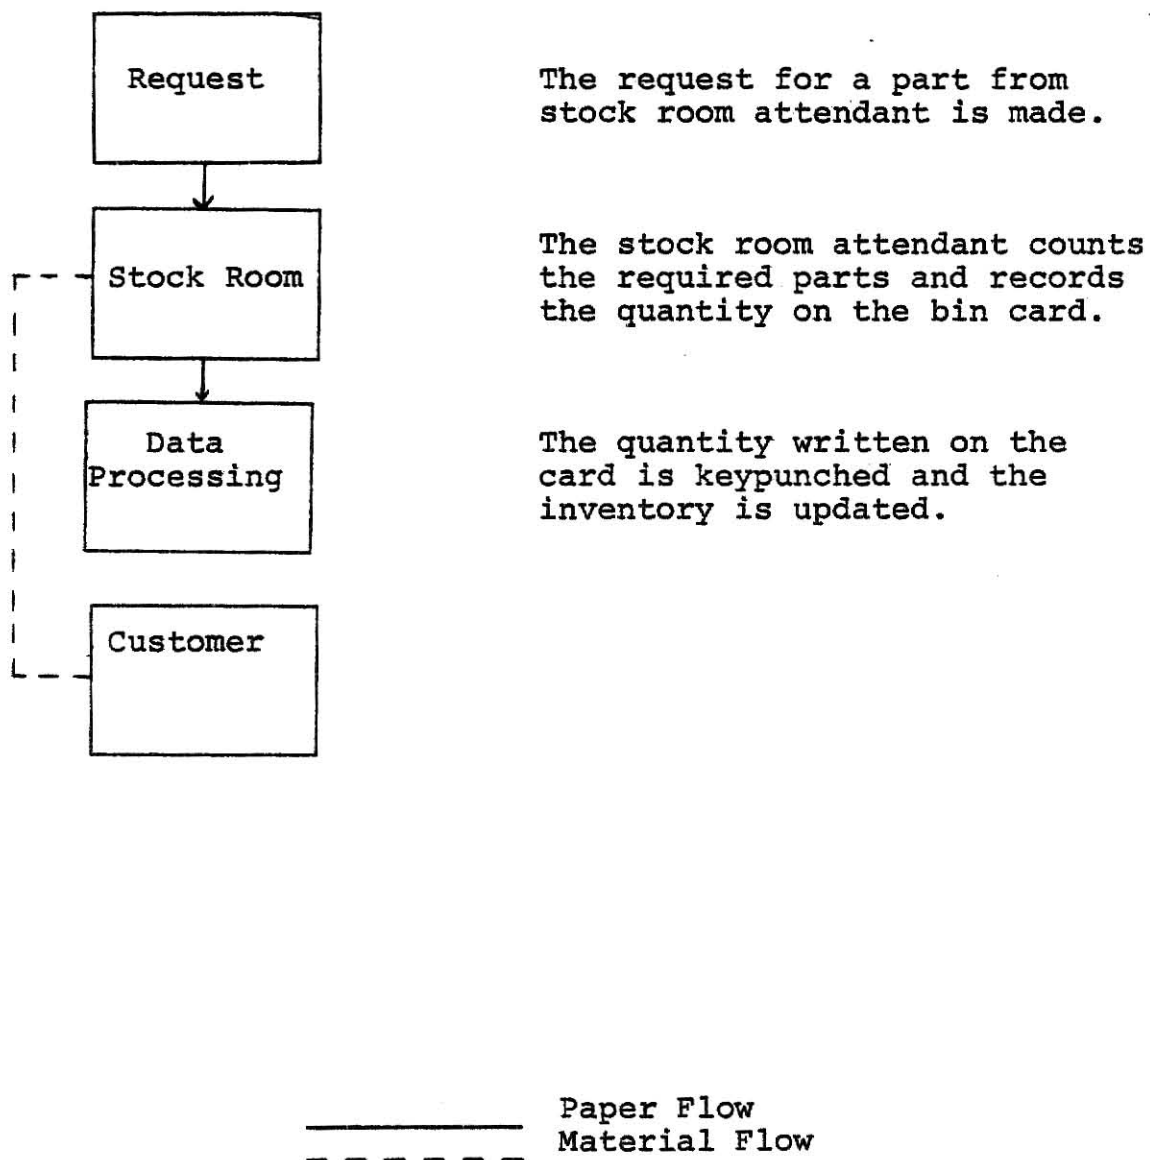 Request
The request for a part from
stock room attendant is made.
Stock Room
The stock room attendant counts
the required parts and records
the quantity on the bin card.
Data
Processing
The quantity written on the
card is keypunched and the
inventory is updated.
Customer
Paper Flow
Material Flow